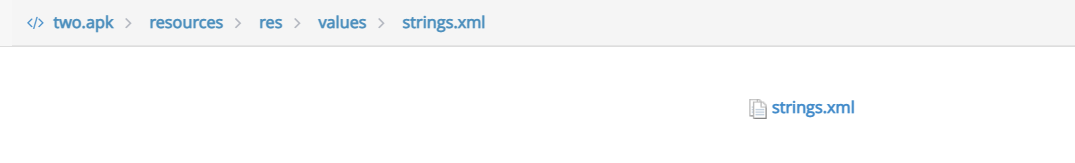 </> two.apk > resources > res > values > strings.xml
strings.xml